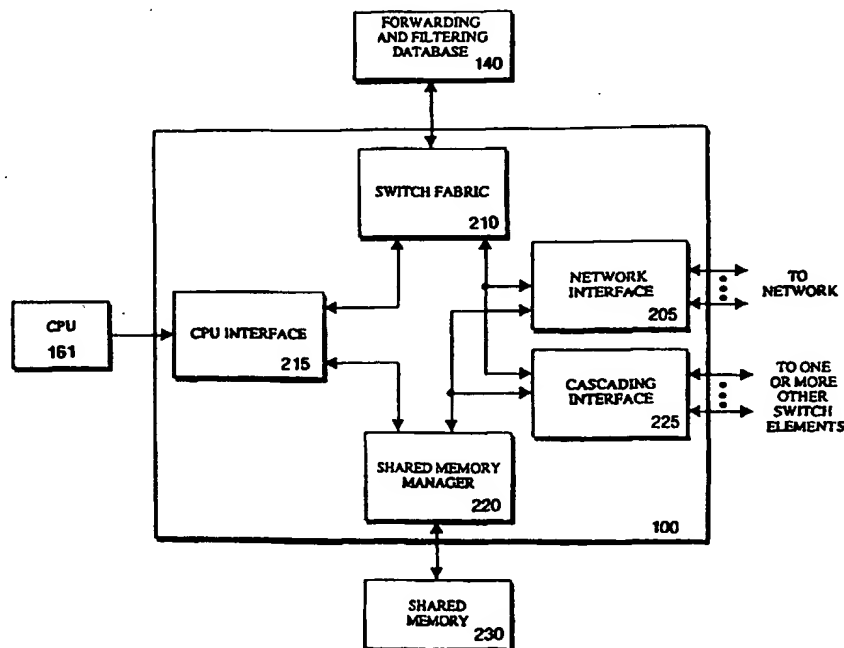 FORWARDING
AND FILTERING
DATABASE
140
SWITCH FABRIC
210
NETWORK
INTERFACE
205
TO
NETWORK
CPU
161
CPU INTERFACE
215
CASCADING
INTERFACE
225
TO ONE
OR MORE
OTHER
SWITCH
ELEMENTS
SHARED MEMORY
MANAGER
220
100
SHARED
MEMORY
230